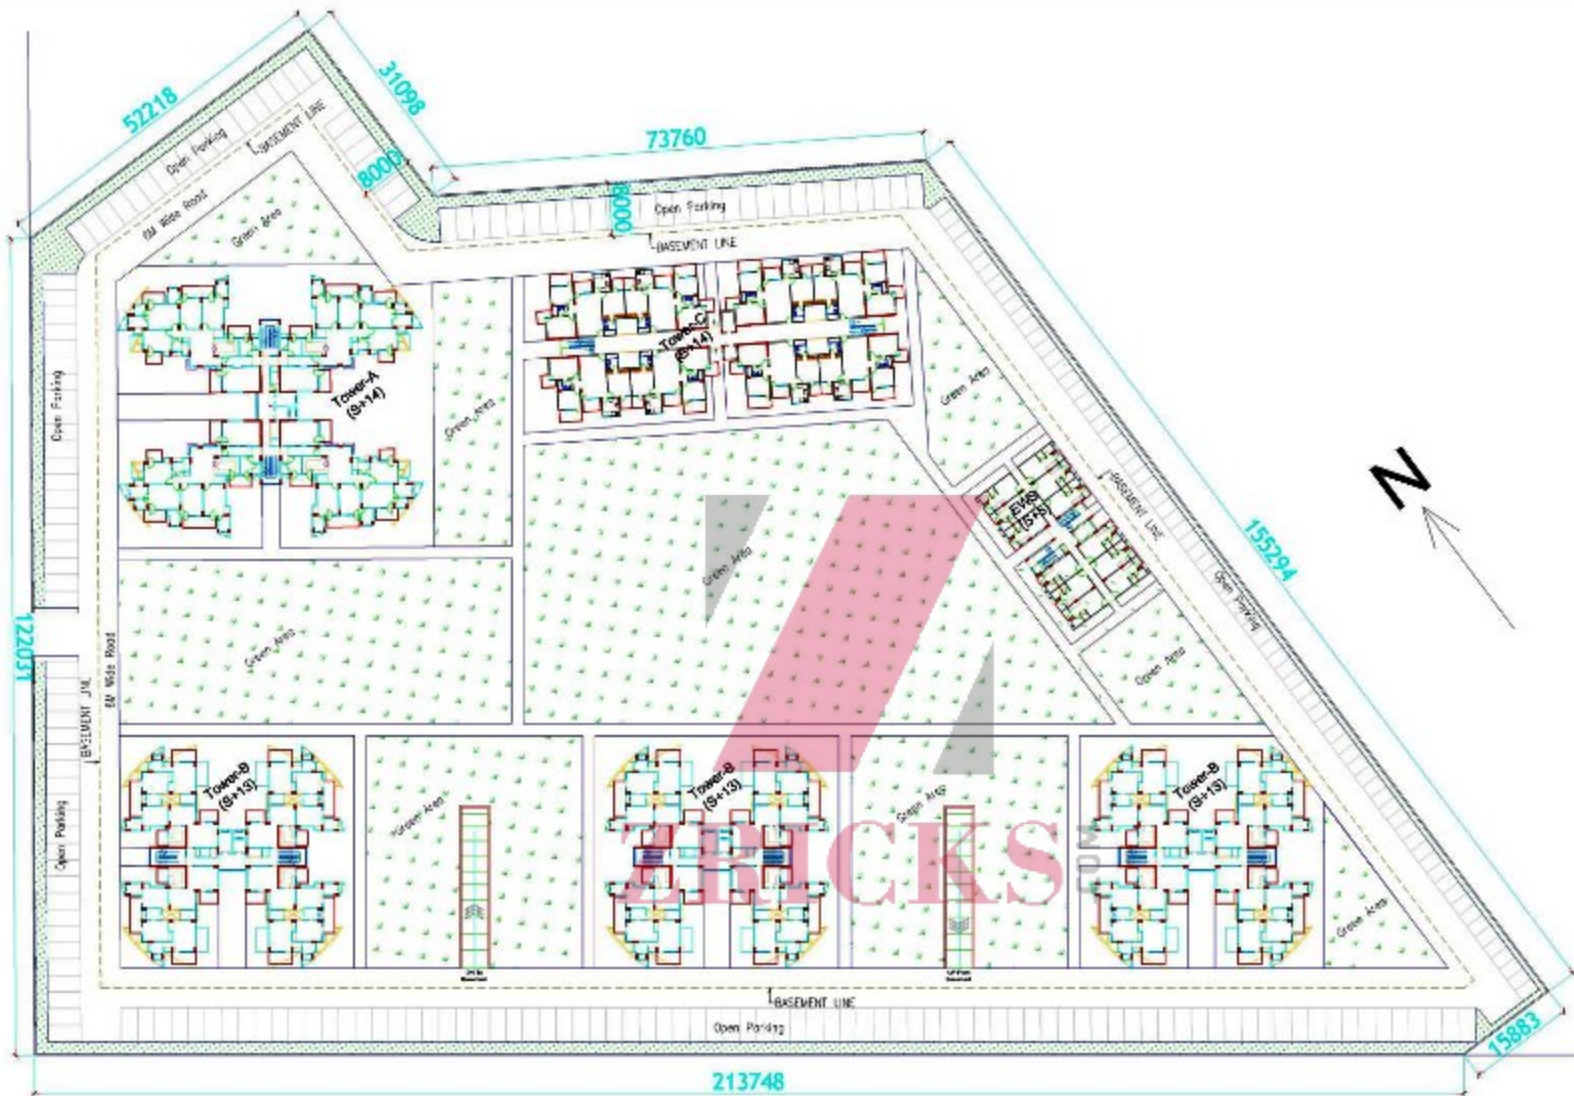 52218
31098
73760
Open Parking
BASEMENT LINE
8000
8000
Open Parking
6M Wide Road
Green Area
BASEMENT LINE
Tower-C
(S+14)
Tower-A
(S+14)
Open Parking
Green Area
Green Area
N
BASEMENT LINE
EWS
(S+5)
155294
Green Area
Open Parking
122031
6M Wide Road
Green Area
Open Area
BASEMENT LINE
Tower-B
(S+13)
Tower-B
(S+13)
Tower-B
(S+13)
Green Area
Green Area
Open Parking
ZRICKS
.COM
Green Area
BASEMENT LINE
Open Parking
15883
213748